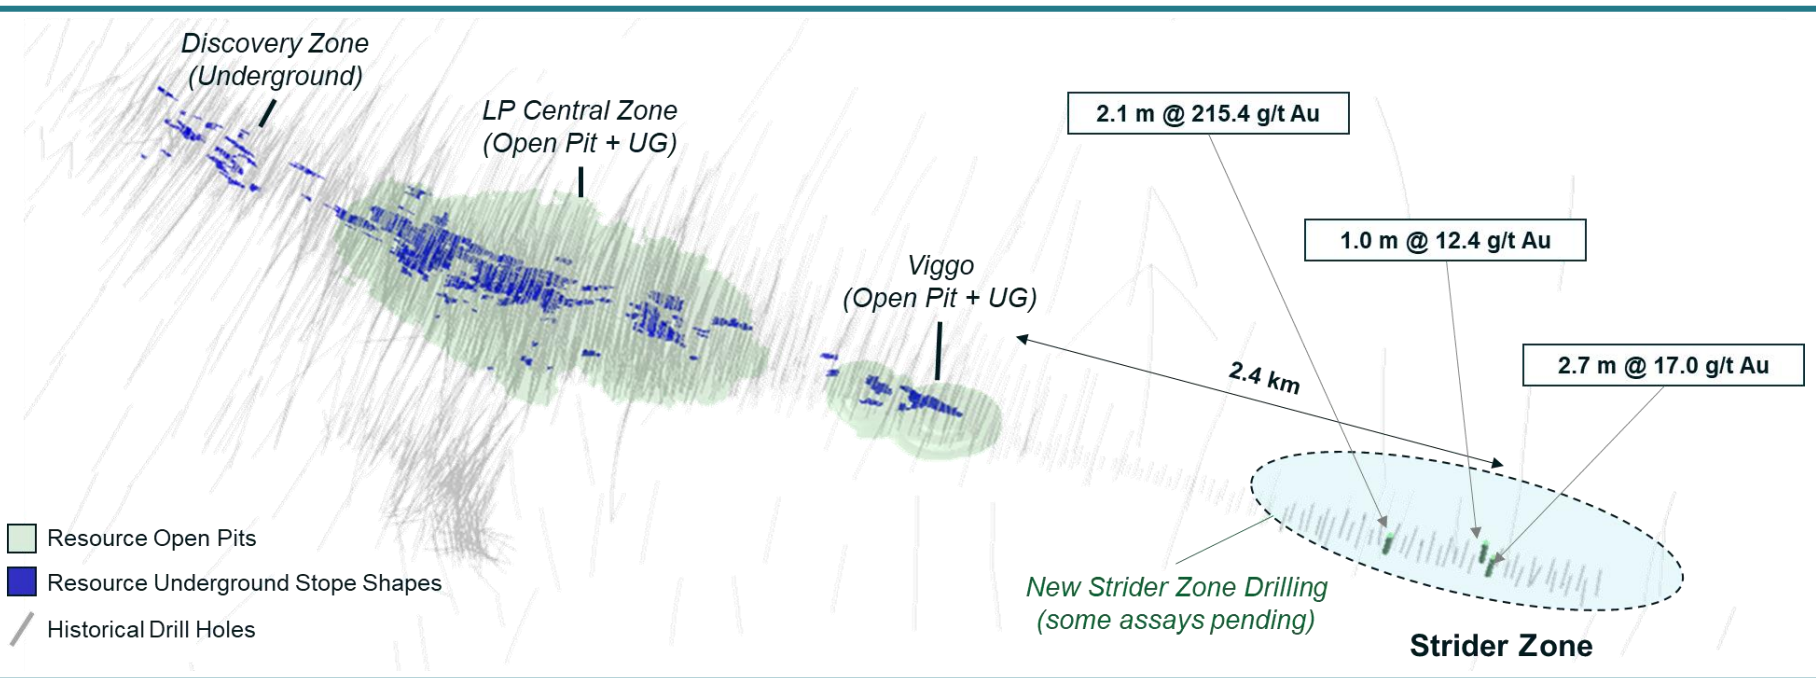 Discovery Zone
(Underground)
LP Central Zone
(Open Pit + UG)
2.1 m @ 215.4 g/t Au
1.0 m @ 12.4 g/t Au
Viggo
(Open Pit + UG)
2.7 m @ 17.0 g/t Au
2.4 km
Resource Open Pits
Resource Underground Stope Shapes
Historical Drill Holes
New Strider Zone Drilling
(some assays pending)
Strider Zone